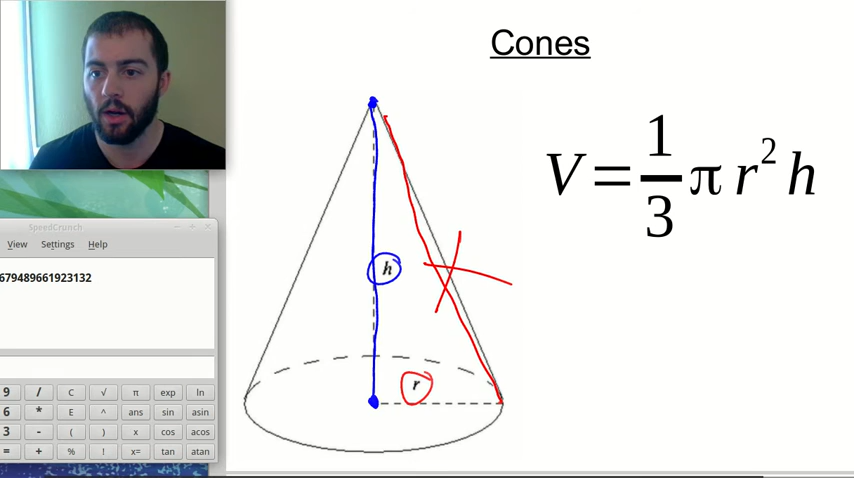 Cones
V = 1/3 π r² h
h
r
SpeedCrunch
View Settings Help
679489661923132
9 / C √ π exp ln
6 * E ^ ans sin asin
3 - ( ) x cos acos
= + % ! x= tan atan